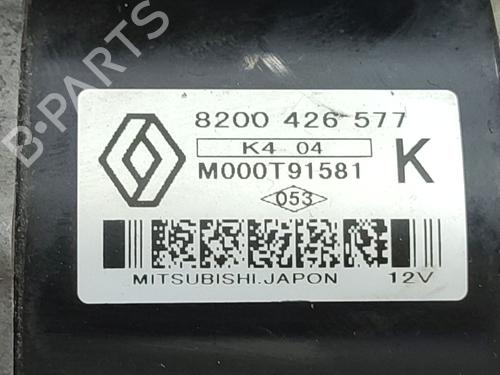 8200 426 577
K4 04
M000T91581
K
053
MITSUBISHI.JAPON 12V
B-PARTS